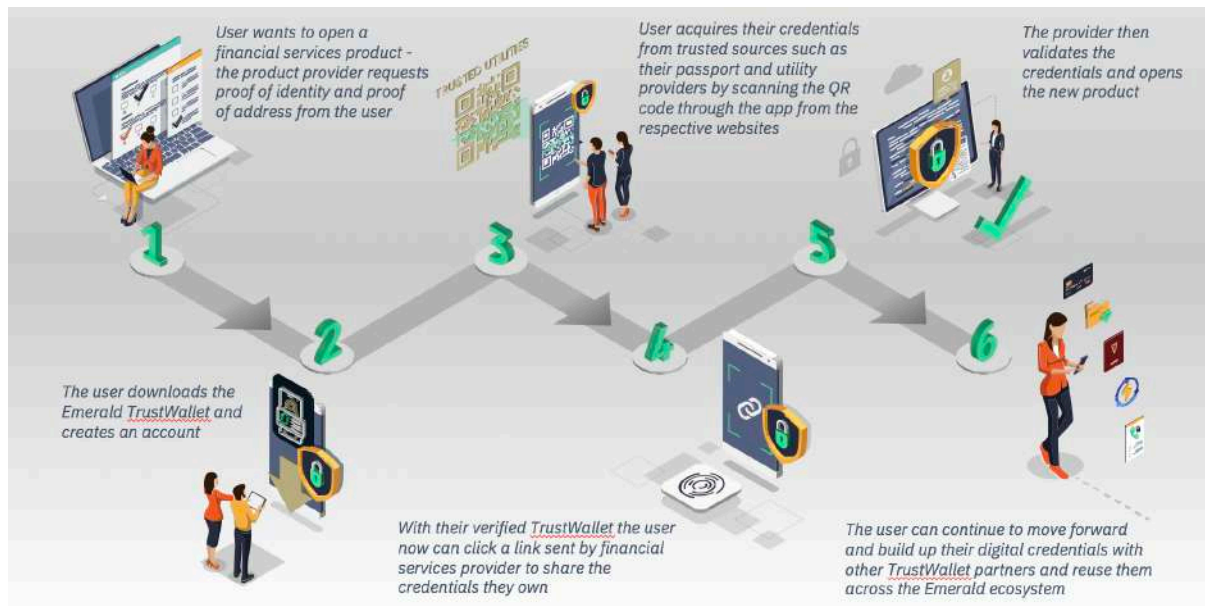 User wants to open a
financial services product -
the product provider requests
proof of identity and proof
of address from the user
1
The user downloads the
Emerald TrustWallet and
creates an account
2
TRUSTED UTILITIES
User acquires their credentials
from trusted sources such as
their passport and utility
providers by scanning the QR
code through the app from the
respective websites
3
With their verified TrustWallet the user
now can click a link sent by financial
services provider to share the
credentials they own
4
The provider then
validates the
credentials and opens
the new product
5
The user can continue to move forward
and build up their digital credentials with
other TrustWallet partners and reuse them
across the Emerald ecosystem
6